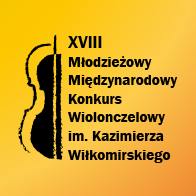 XVIII
Młodzieżowy
Międzynarodowy
Konkurs
Wiolonczelowy
im. Kazimierza
Wiłkomirskiego